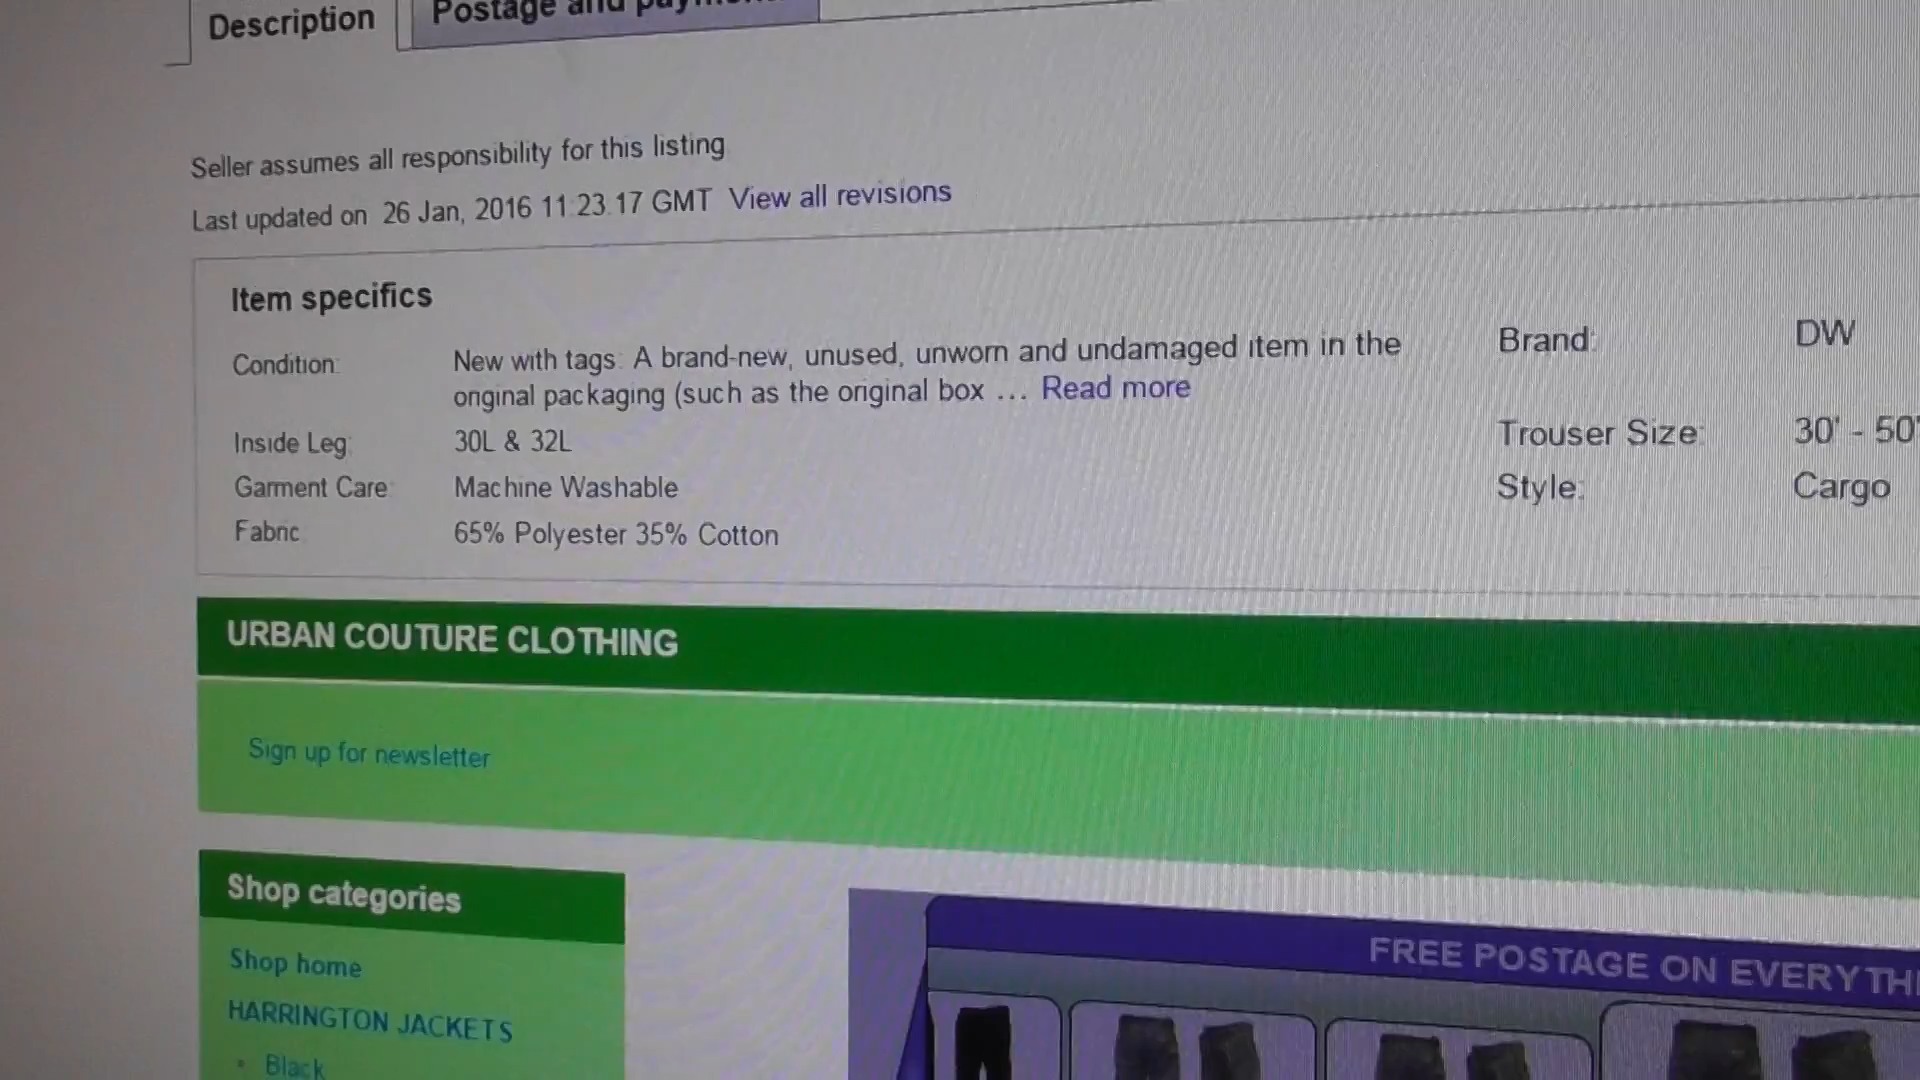 Description
Postage and
Seller assumes all responsibility for this listing
Last updated on 26 Jan, 2016 11:23:17 GMT View all revisions
Item specifics
Condition: New with tags: A brand-new, unused, unworn and undamaged item in the
original packaging (such as the original box ... Read more
Brand: DW
Inside Leg: 30L & 32L
Trouser Size: 30' - 50'
Garment Care: Machine Washable
Style: Cargo
Fabric: 65% Polyester 35% Cotton
URBAN COUTURE CLOTHING
Sign up for newsletter
Shop categories
Shop home
HARRINGTON JACKETS
Black
FREE POSTAGE ON EVERYTHI